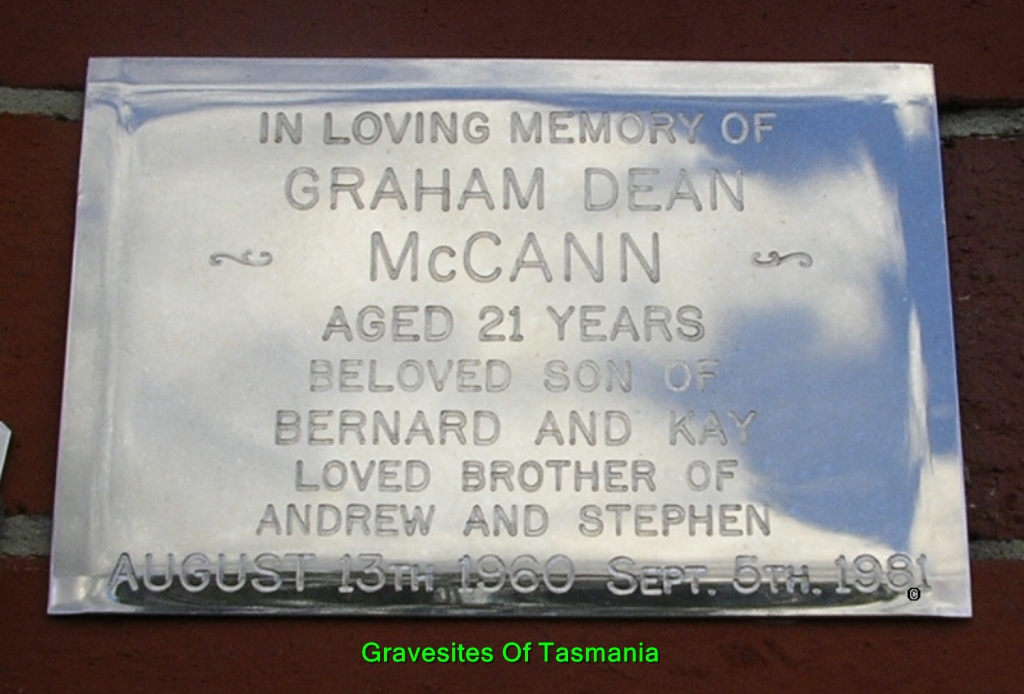 IN LOVING MEMORY OF
GRAHAM DEAN
McCANN
AGED 21 YEARS
BELOVED SON OF
BERNARD AND KAY
LOVED BROTHER OF
ANDREW AND STEPHEN
AUGUST 13TH 1960 SEPT. 5TH. 1981
©
Gravesites Of Tasmania